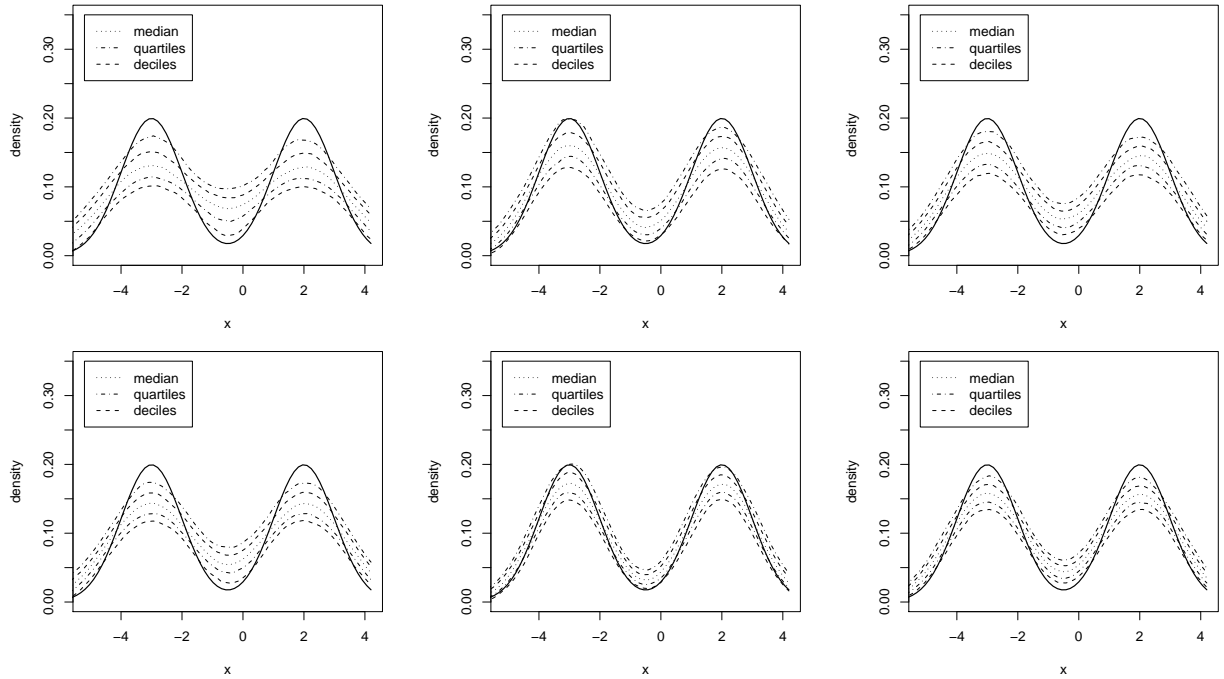 median
quartiles
deciles
density
0.00
0.10
0.20
0.30
−4
−2
0
2
4
x
median
quartiles
deciles
density
0.00
0.10
0.20
0.30
−4
−2
0
2
4
x
median
quartiles
deciles
density
0.00
0.10
0.20
0.30
−4
−2
0
2
4
x
median
quartiles
deciles
density
0.00
0.10
0.20
0.30
−4
−2
0
2
4
x
median
quartiles
deciles
density
0.00
0.10
0.20
0.30
−4
−2
0
2
4
x
median
quartiles
deciles
density
0.00
0.10
0.20
0.30
−4
−2
0
2
4
x